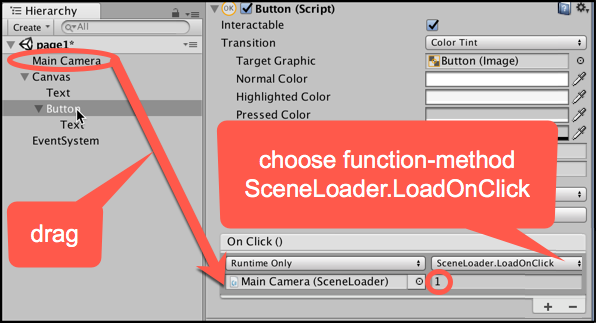 Hierarchy
Create
All
page1*
Main Camera
Canvas
Text
Button
Text
EventSystem
drag
OK
Button (Script)
Interactable
Transition
Color Tint
Target Graphic
Button (Image)
Normal Color
Highlighted Color
Pressed Color
choose function-method
SceneLoader.LoadOnClick
On Click ()
Runtime Only
SceneLoader.LoadOnClick
Main Camera (SceneLoader)
1